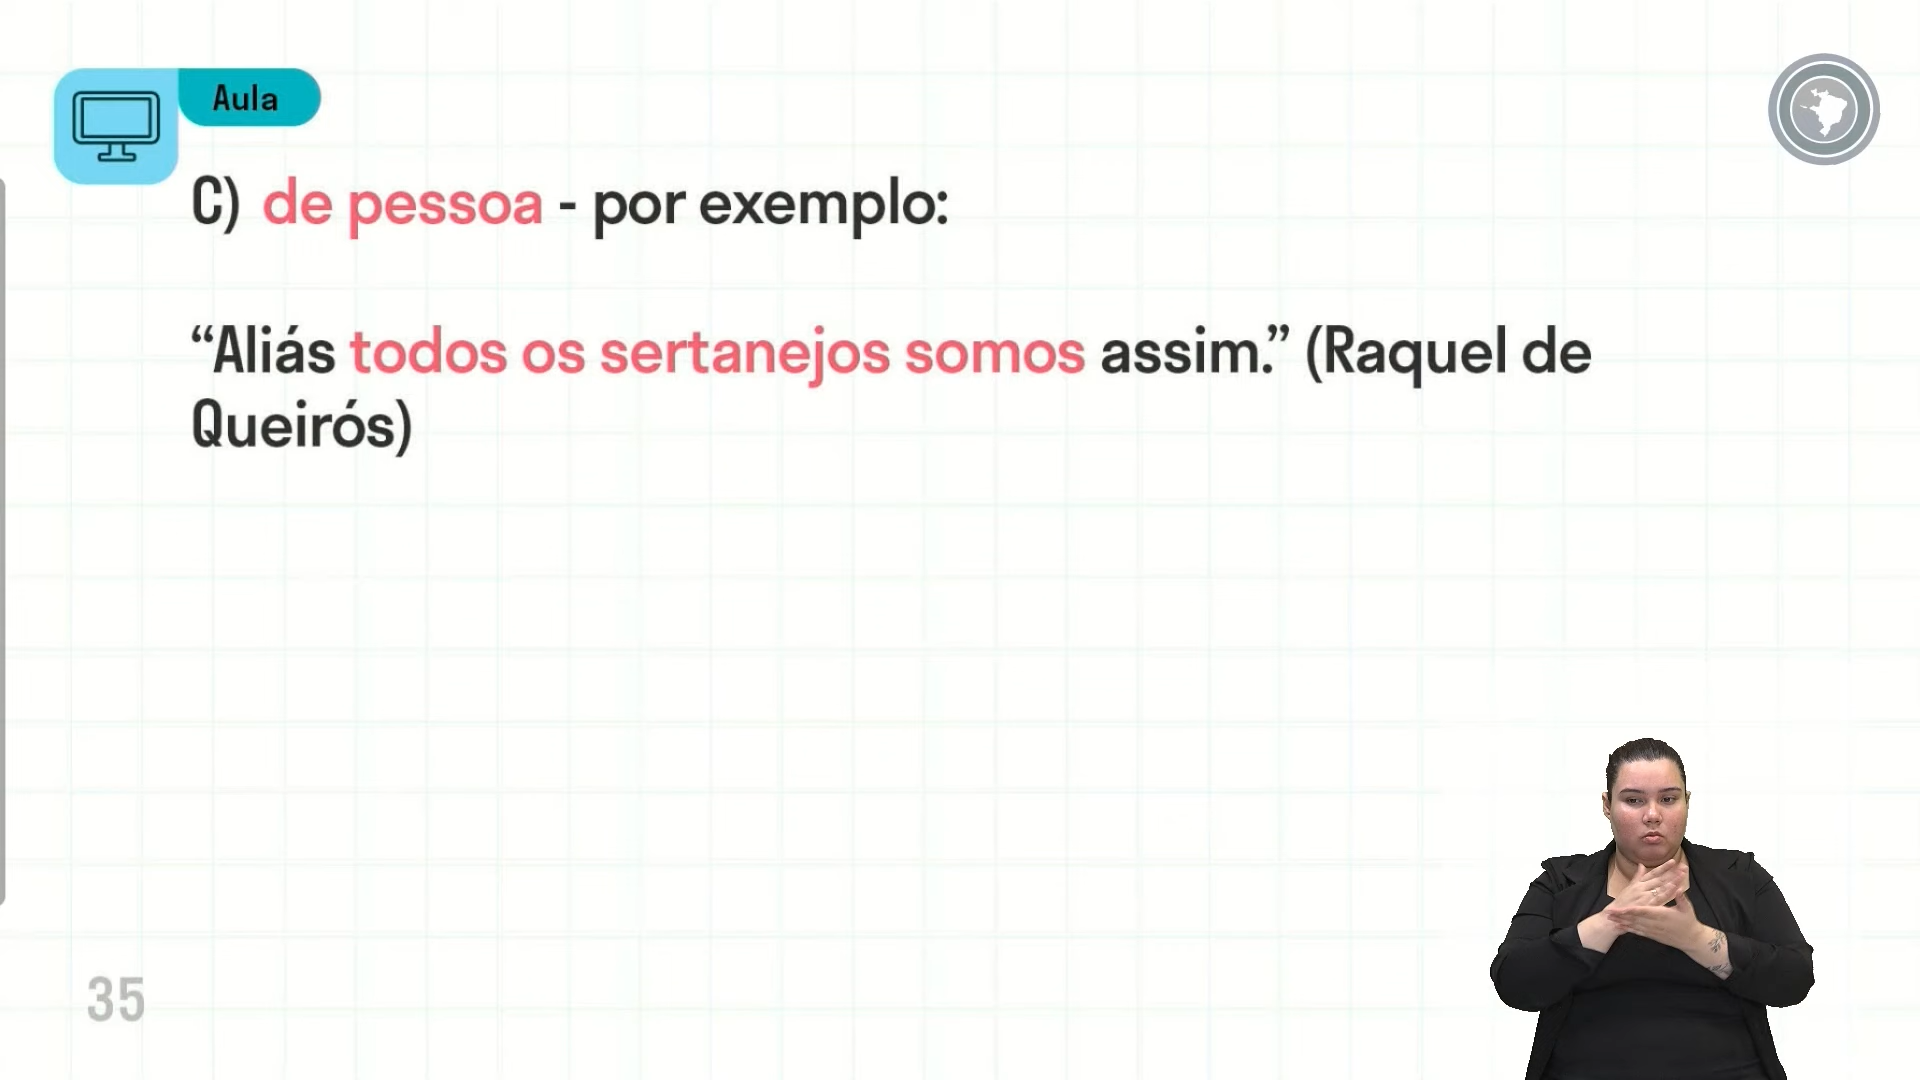 Aula
C) de pessoa - por exemplo:
“Aliás todos os sertanejos somos assim.” (Raquel de
Queirós)
35